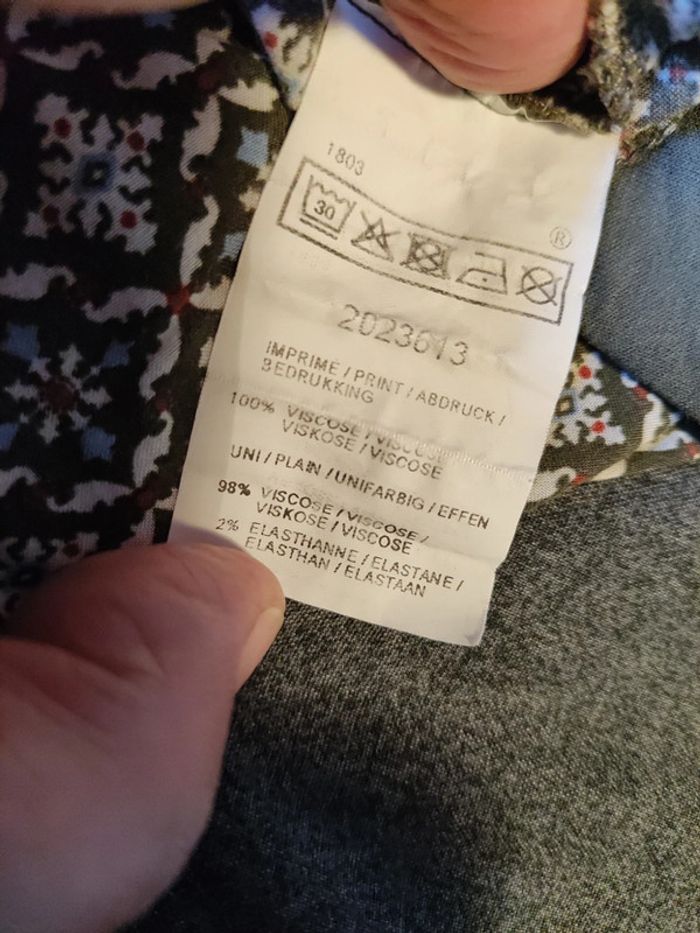 1803
30
®
2023613
IMPRIMÉ / PRINT / ABDRUCK /
BEDRUKKING
100% VISCOSE / VISCOSE
VISKOSE / VISCOSE
UNI / PLAIN / UNIFARBIG / EFFEN
98% VISCOSE / VISCOSE /
VISKOSE / VISCOSE
2% ELASTHANNE / ELASTANE /
ELASTHAN / ELASTAAN